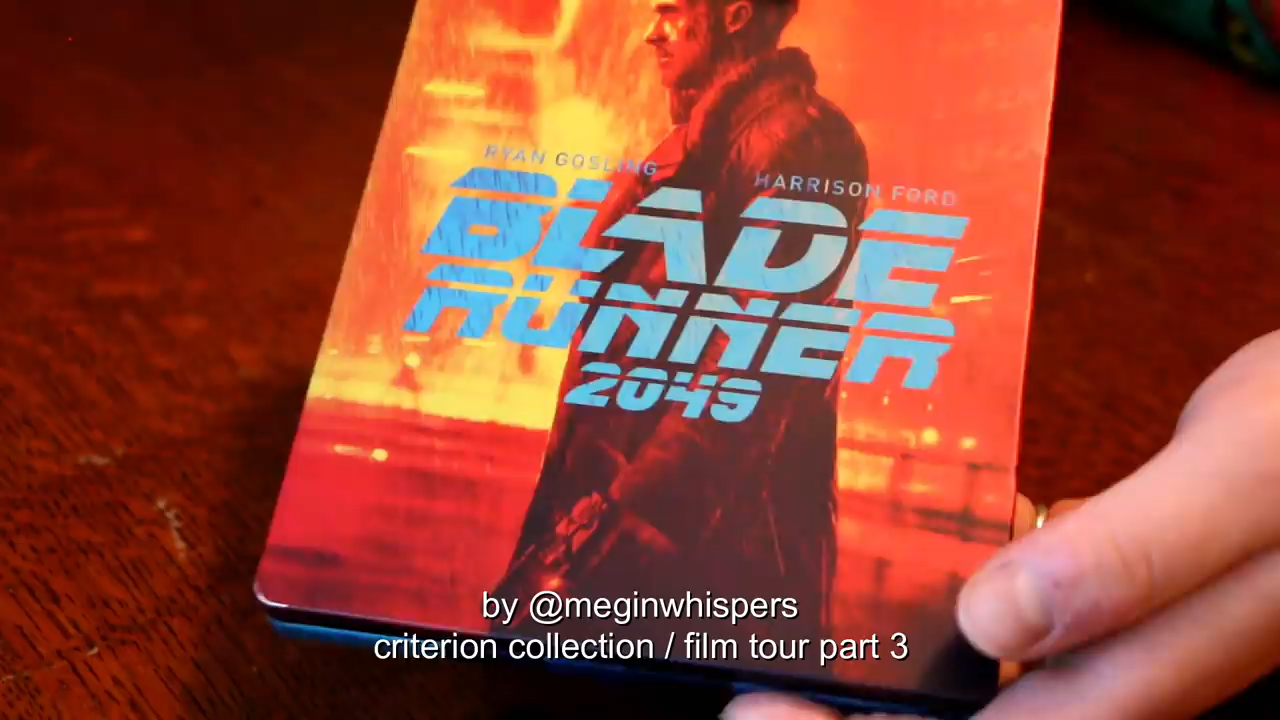 RYAN GOSLING
HARRISON FORD
BLADE
RUNNER
2049
by @meginwhispers
criterion collection / film tour part 3